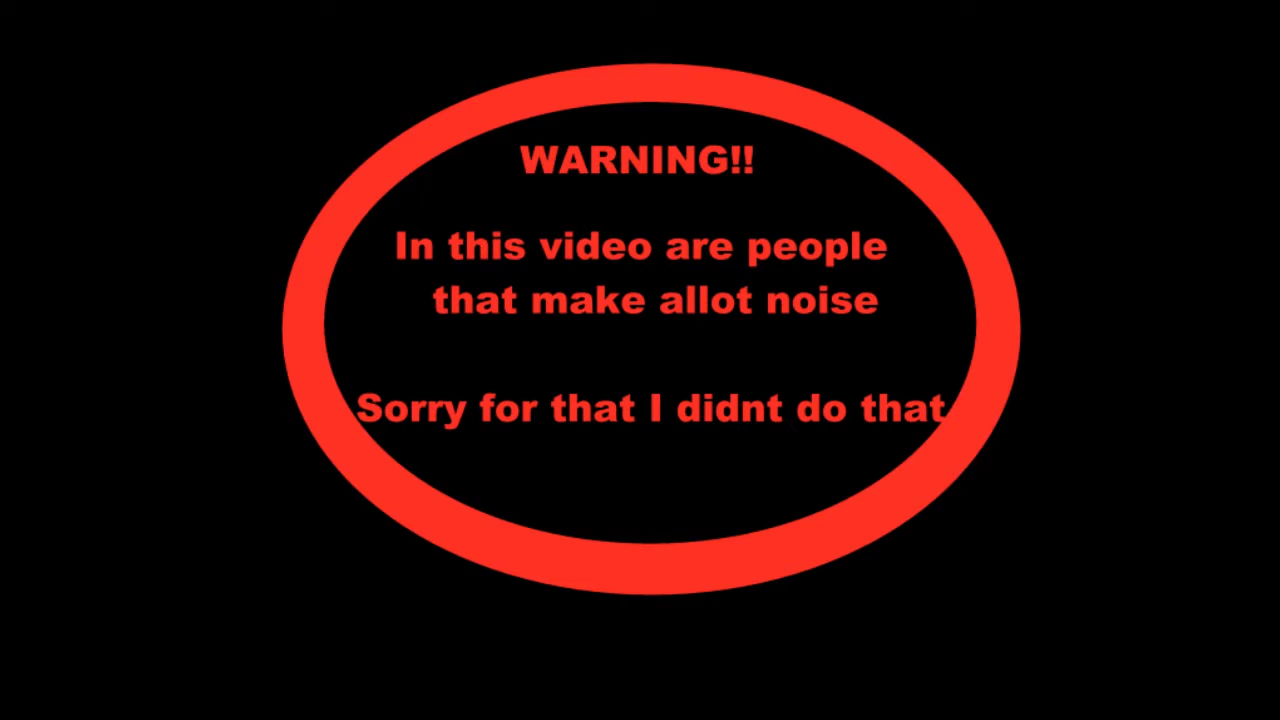 WARNING!!
In this video are people
that make allot noise
Sorry for that I didnt do that